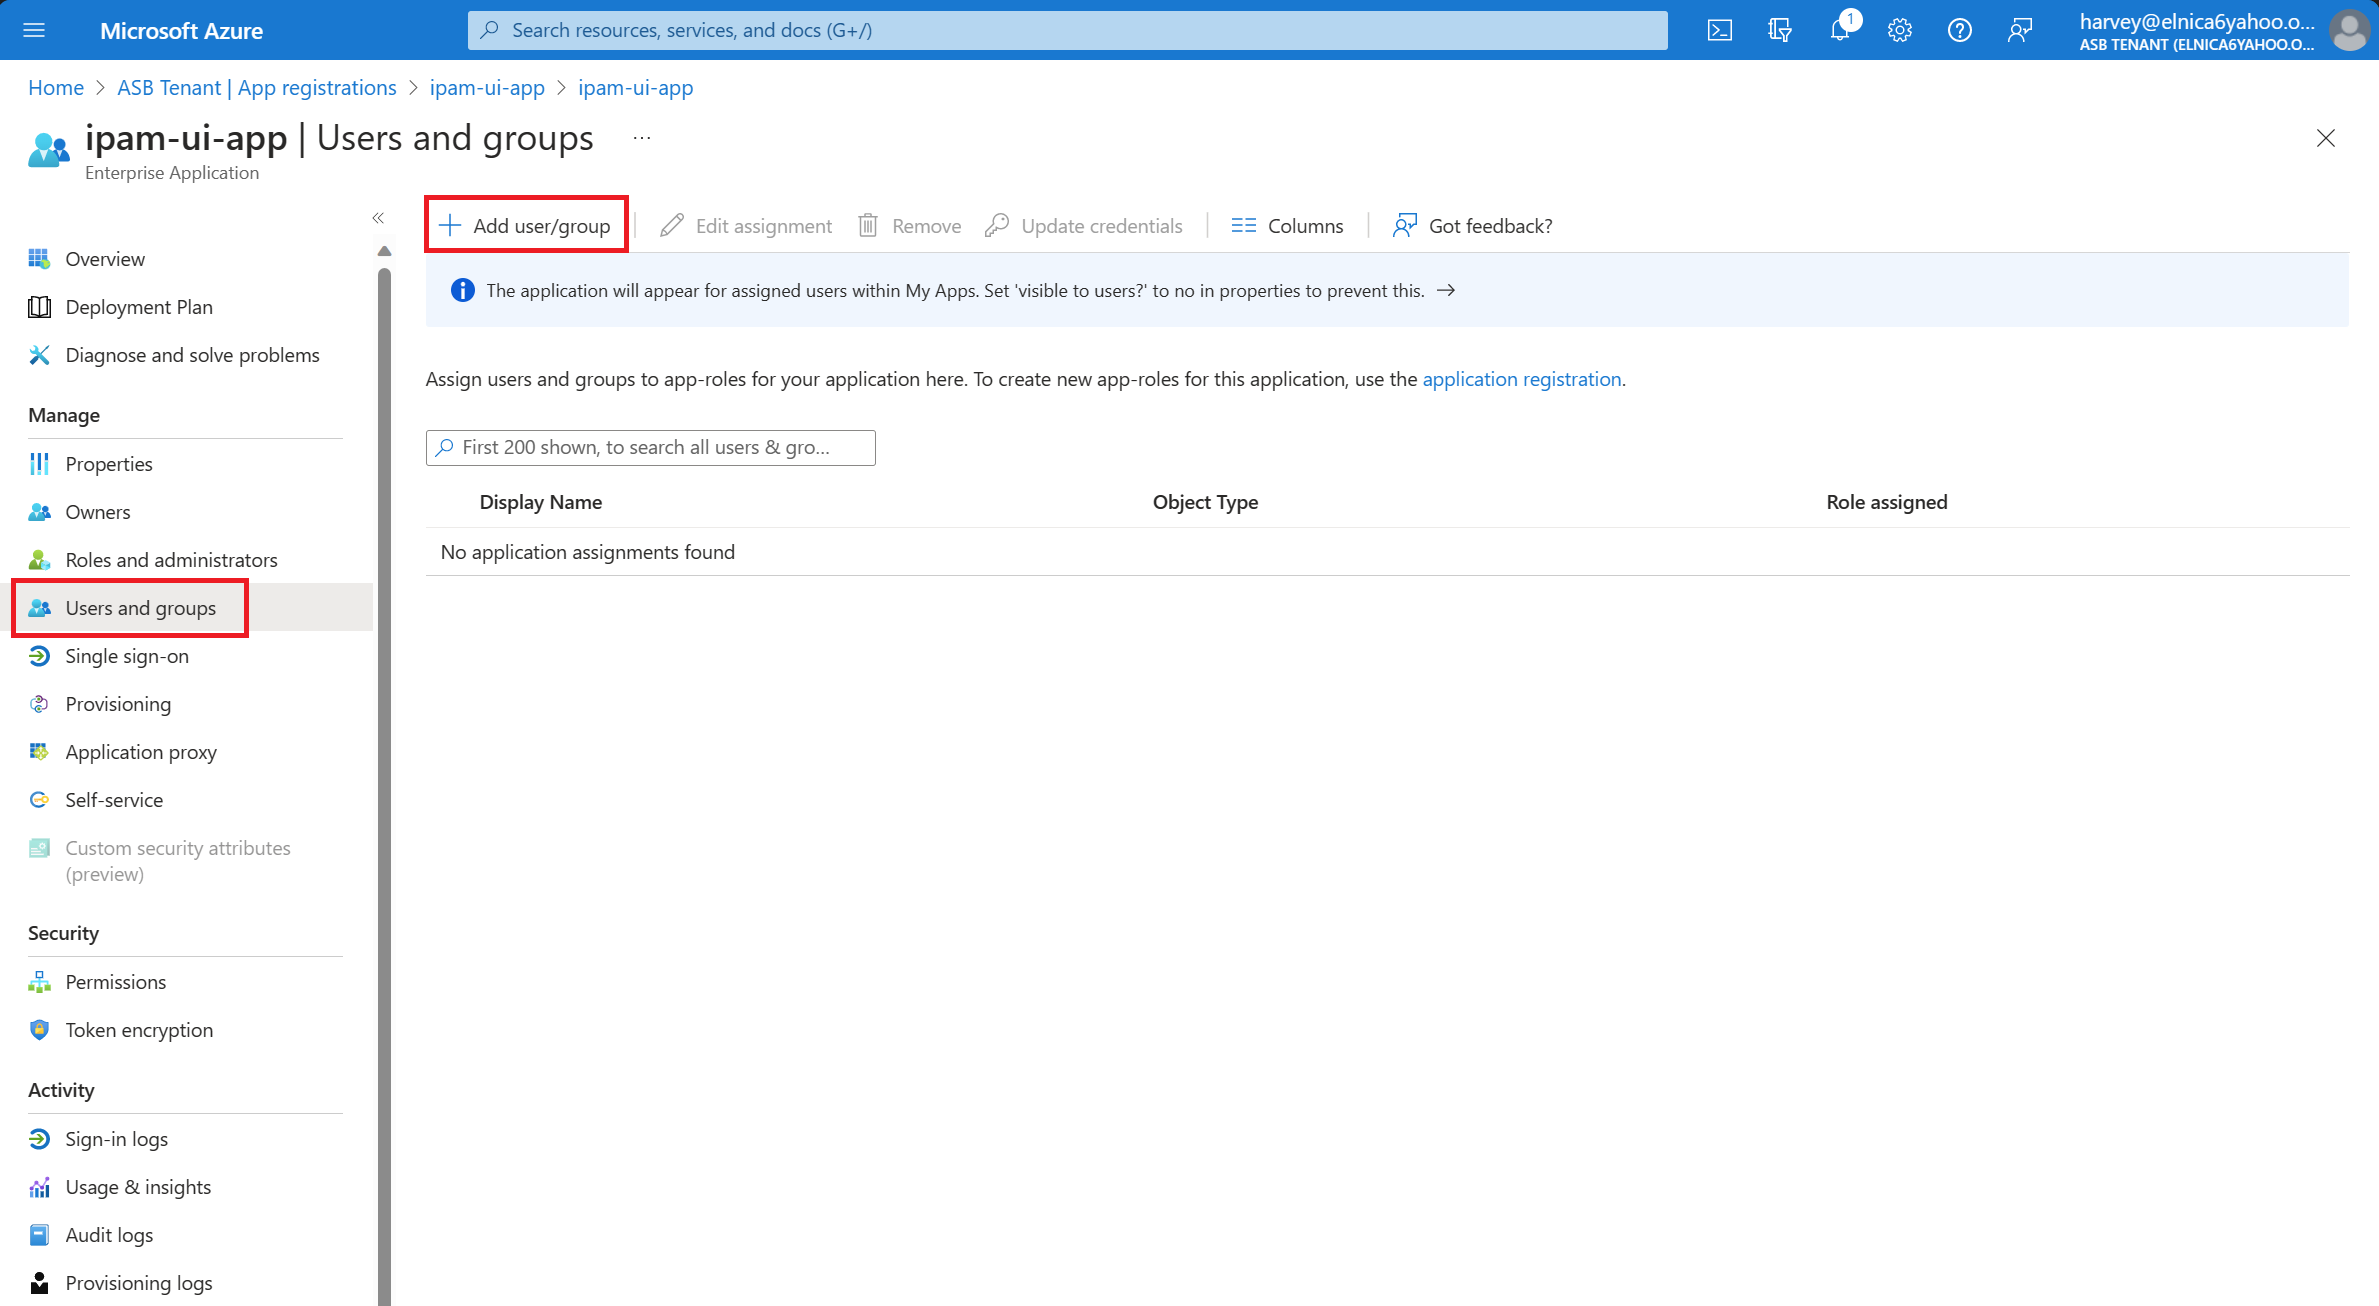 Microsoft Azure
Search resources, services, and docs (G+/)
1
harvey@elnica6yahoo.o...
ASB TENANT (ELNICA6YAHOO.O...
Home > ASB Tenant | App registrations > ipam-ui-app > ipam-ui-app
ipam-ui-app | Users and groups ...
Enterprise Application
Overview
Deployment Plan
Diagnose and solve problems
Manage
Properties
Owners
Roles and administrators
Users and groups
Single sign-on
Provisioning
Application proxy
Self-service
Custom security attributes
(preview)
Security
Permissions
Token encryption
Activity
Sign-in logs
Usage & insights
Audit logs
Provisioning logs
Add user/group
Edit assignment
Remove
Update credentials
Columns
Got feedback?
The application will appear for assigned users within My Apps. Set 'visible to users?' to no in properties to prevent this. →
Assign users and groups to app-roles for your application here. To create new app-roles for this application, use the application registration.
First 200 shown, to search all users & gro...
Display Name Object Type Role assigned
No application assignments found